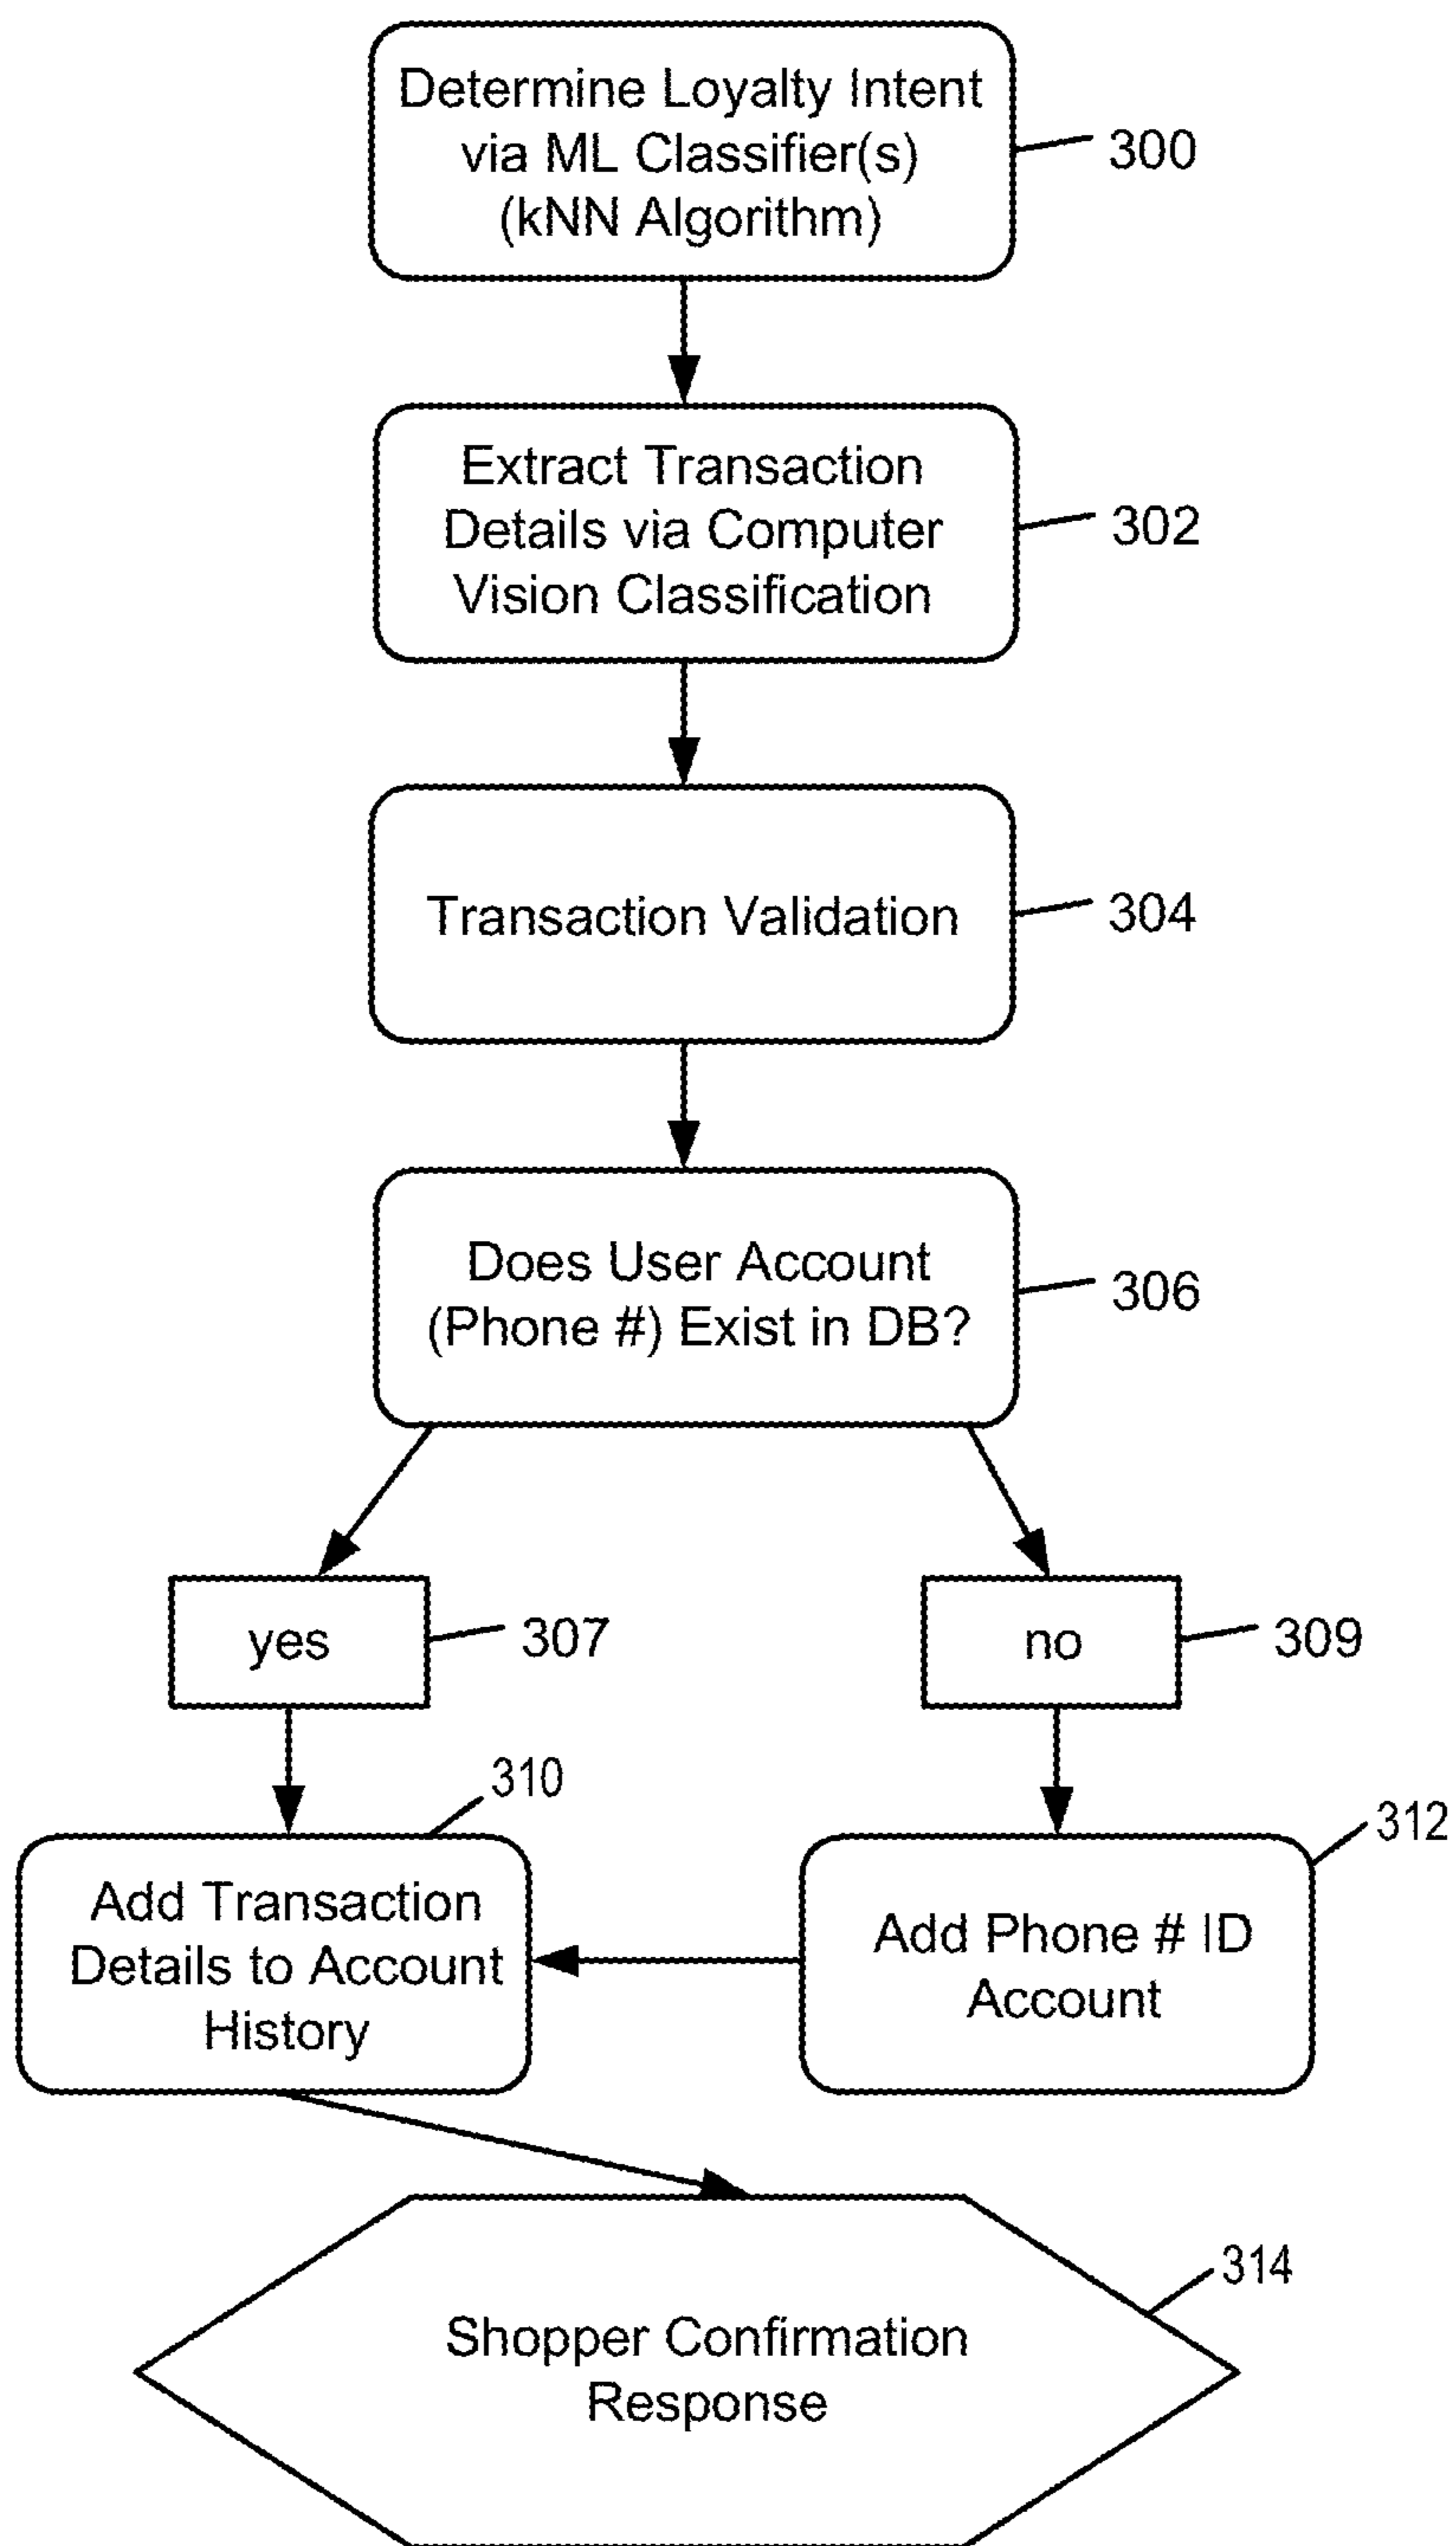 Determine Loyalty Intent
via ML Classifier(s)
(kNN Algorithm)
300
Extract Transaction
Details via Computer
Vision Classification
302
Transaction Validation
304
Does User Account
(Phone #) Exist in DB?
306
yes
307
no
309
310
Add Transaction
Details to Account
History
312
Add Phone # ID
Account
314
Shopper Confirmation
Response